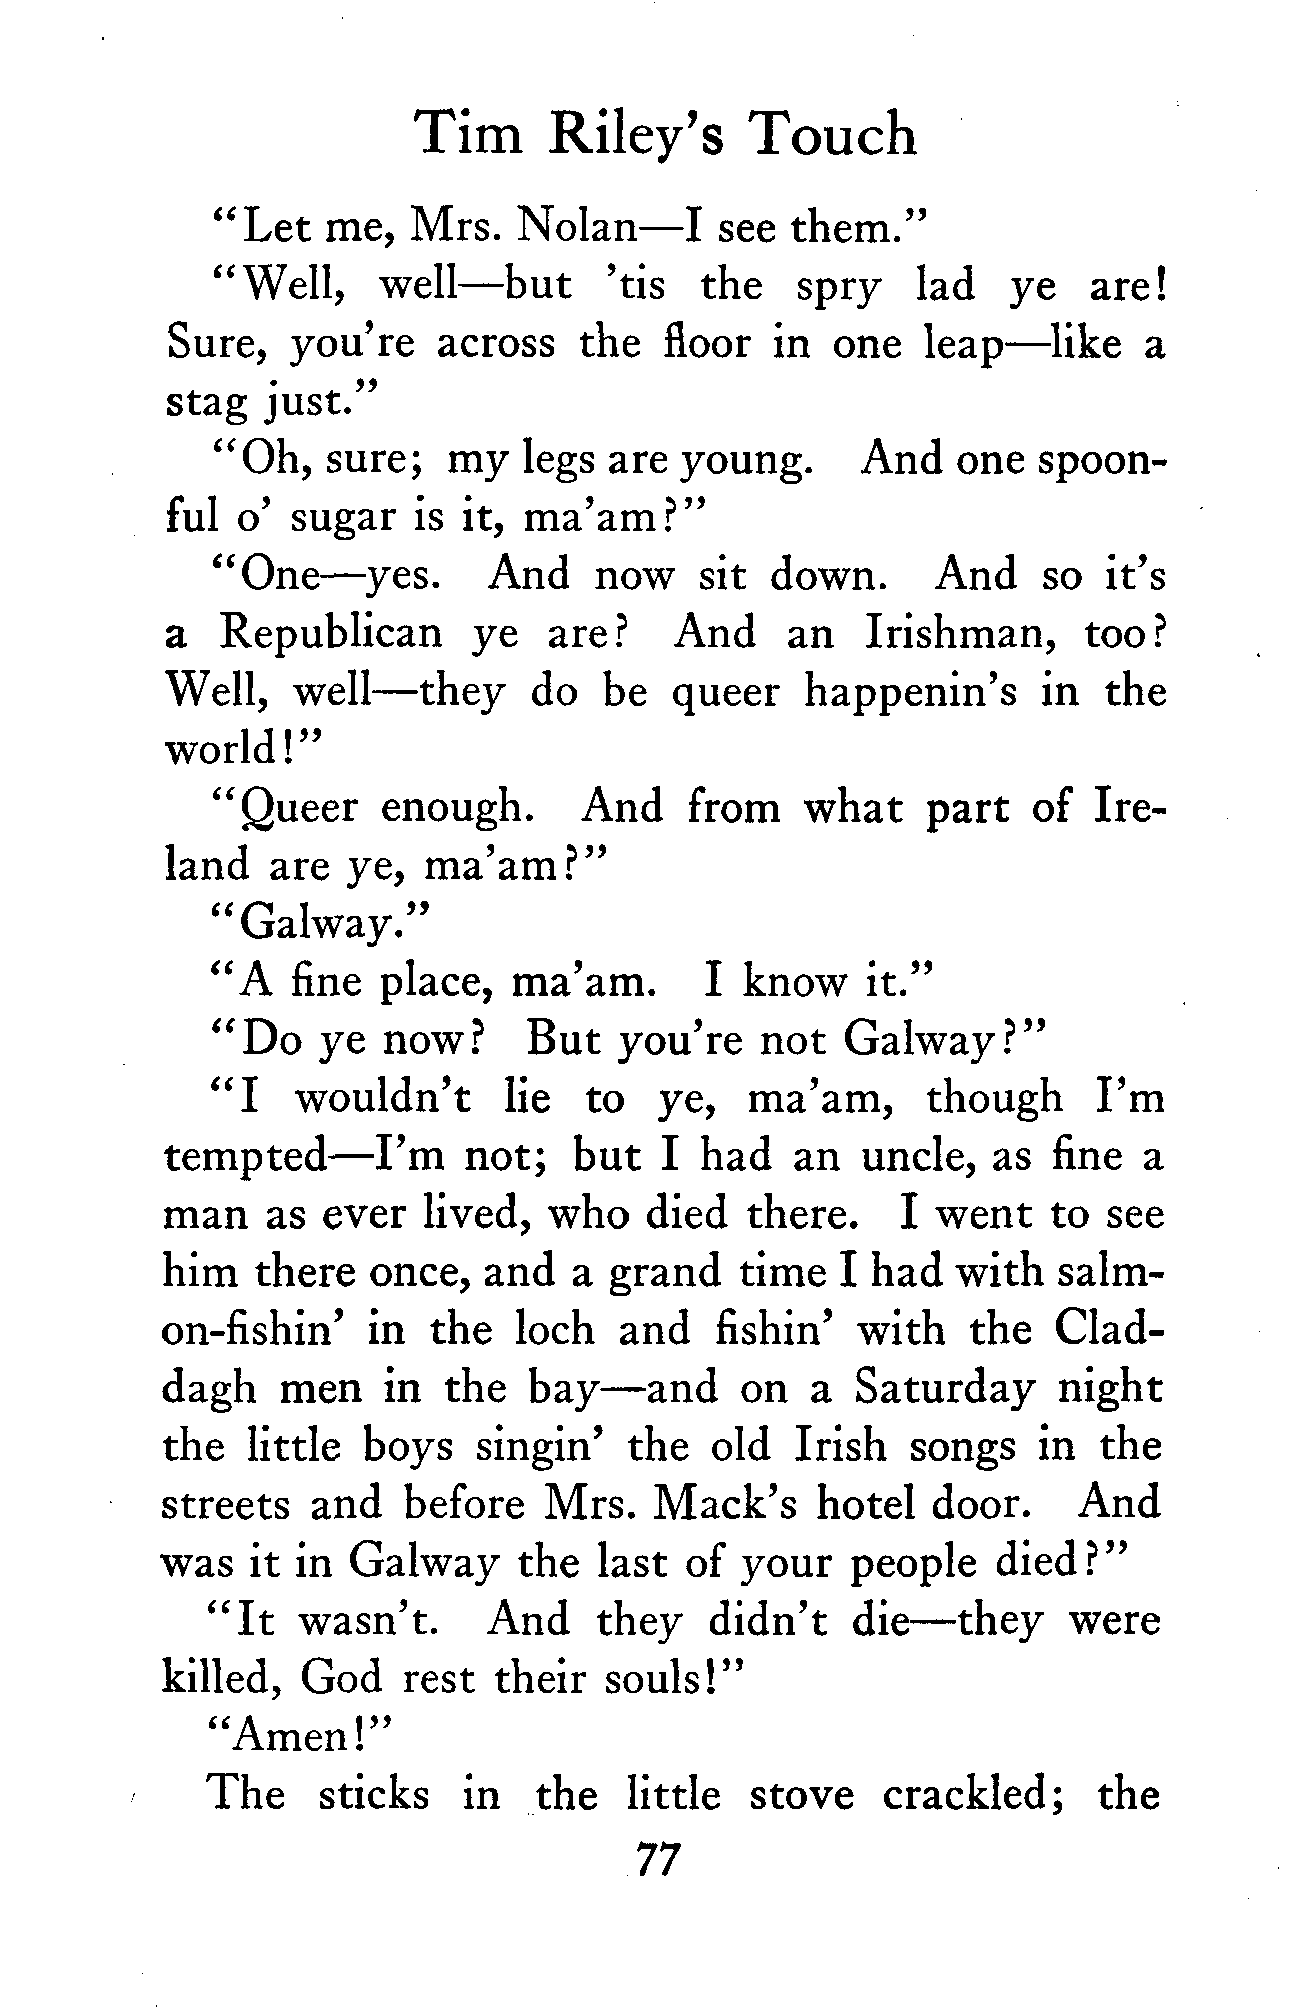 Tim Riley's Touch
"Let me, Mrs. Nolan—I see them."
"Well, well—but 'tis the spry lad ye are!
Sure, you're across the floor in one leap—like a
stag just."
"Oh, sure; my legs are young. And one spoon-
ful o' sugar is it, ma'am?"
"One—yes. And now sit down. And so it's
a Republican ye are? And an Irishman, too?
Well, well—they do be queer happenin's in the
world!"
"Queer enough. And from what part of Ire-
land are ye, ma'am?"
"Galway."
"A fine place, ma'am. I know it."
"Do ye now? But you're not Galway?"
"I wouldn't lie to ye, ma'am, though I'm
tempted—I'm not; but I had an uncle, as fine a
man as ever lived, who died there. I went to see
him there once, and a grand time I had with salm-
on-fishin' in the loch and fishin' with the Clad-
dagh men in the bay—and on a Saturday night
the little boys singin' the old Irish songs in the
streets and before Mrs. Mack's hotel door. And
was it in Galway the last of your people died?"
"It wasn't. And they didn't die—they were
killed, God rest their souls!"
"Amen!"
The sticks in the little stove crackled; the
77